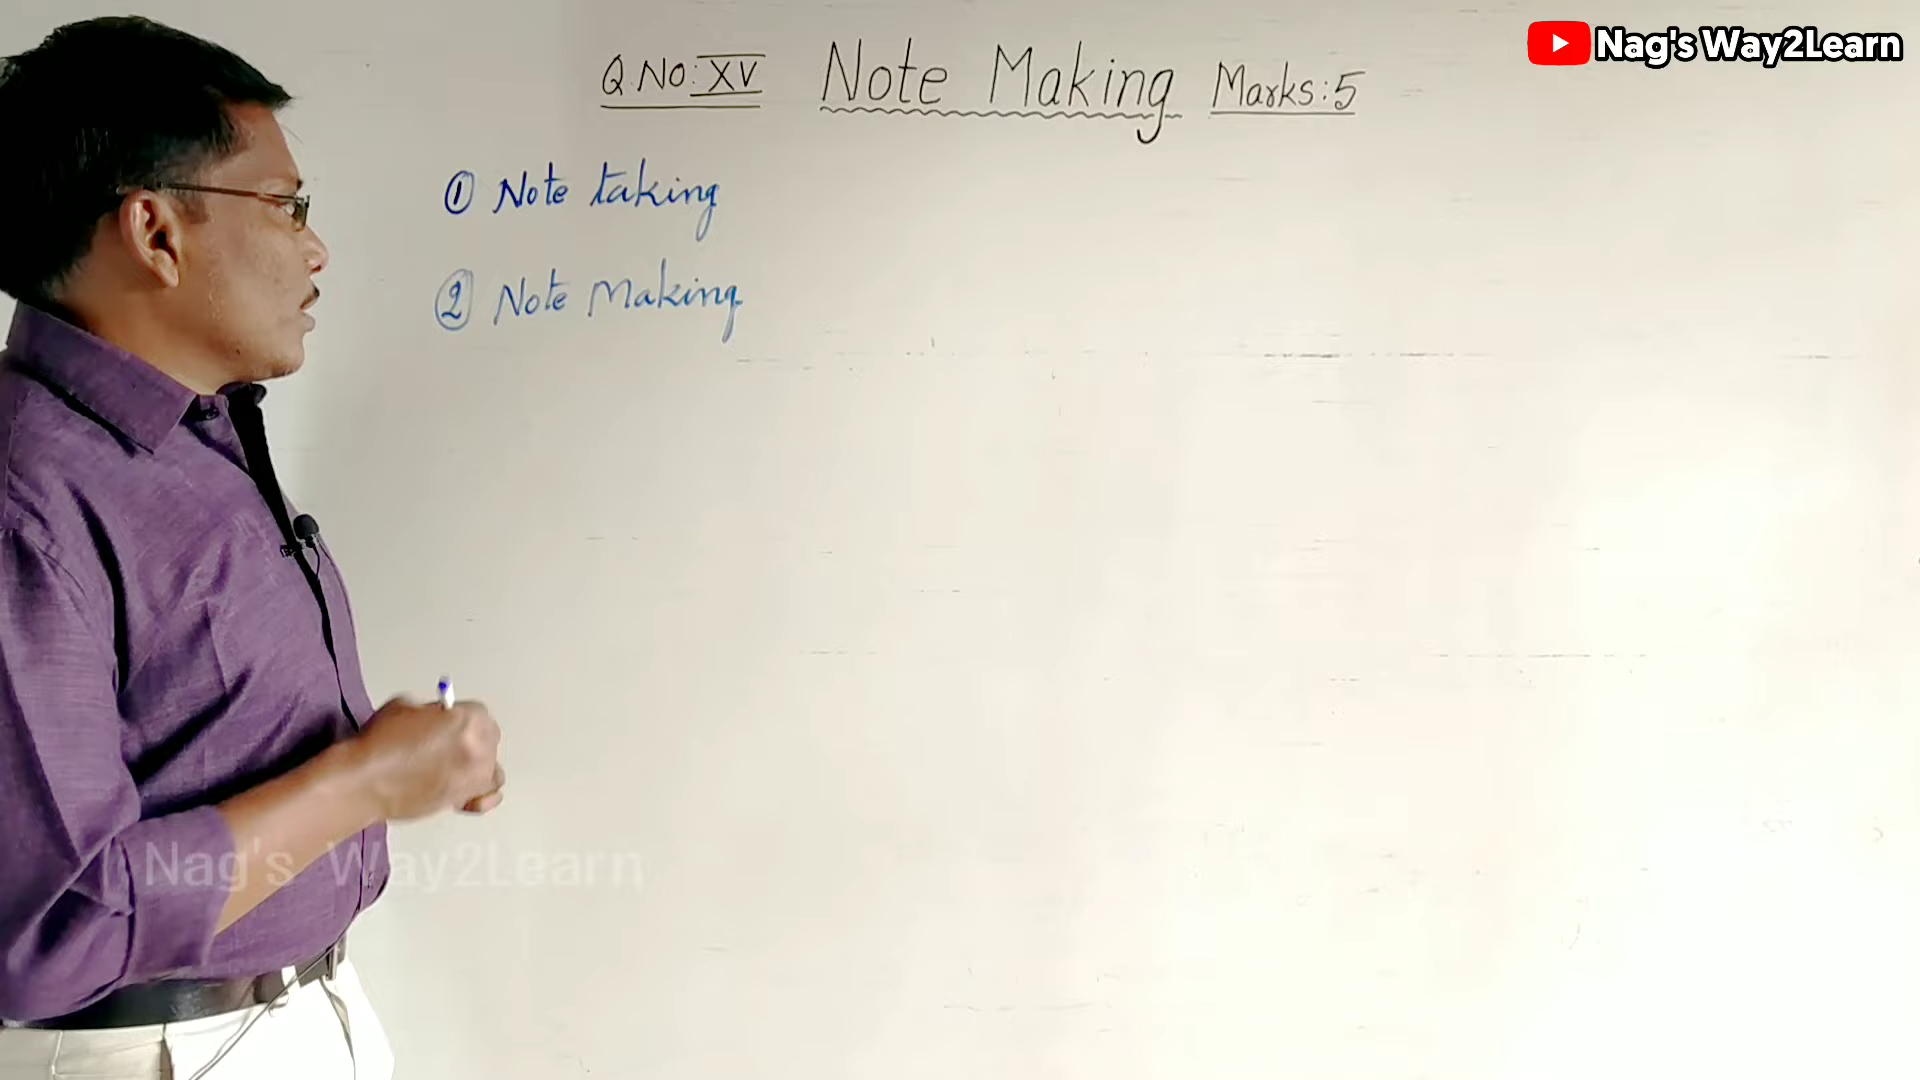 Nag's Way2Learn
Q.NO:XV Note Making Marks:5
① Note taking
② Note Making
Nag's Way2Learn